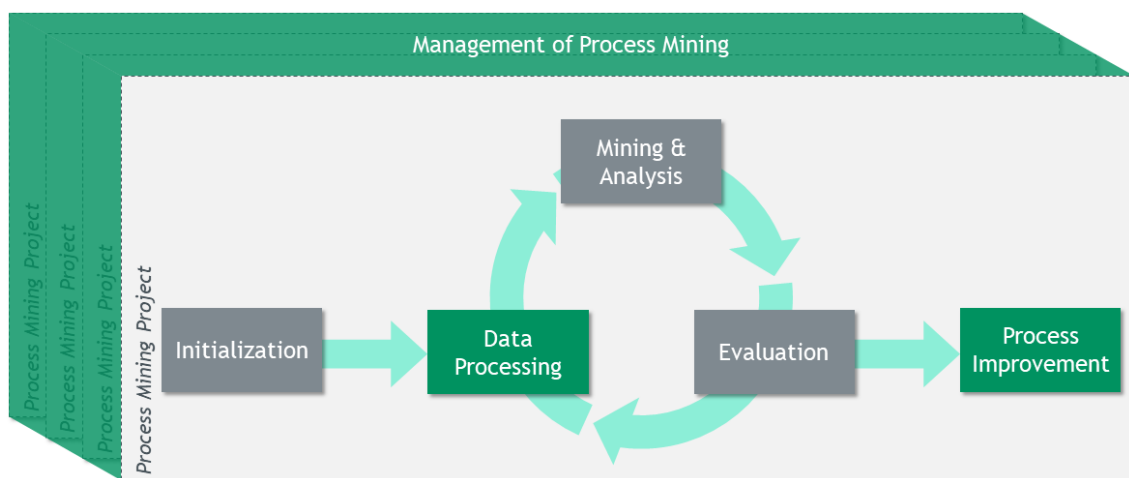 Management of Process Mining
Process Mining Project
Process Mining Project
Process Mining Project
Process Mining Project
Mining &
Analysis
Initialization
Data
Processing
Evaluation
Process
Improvement